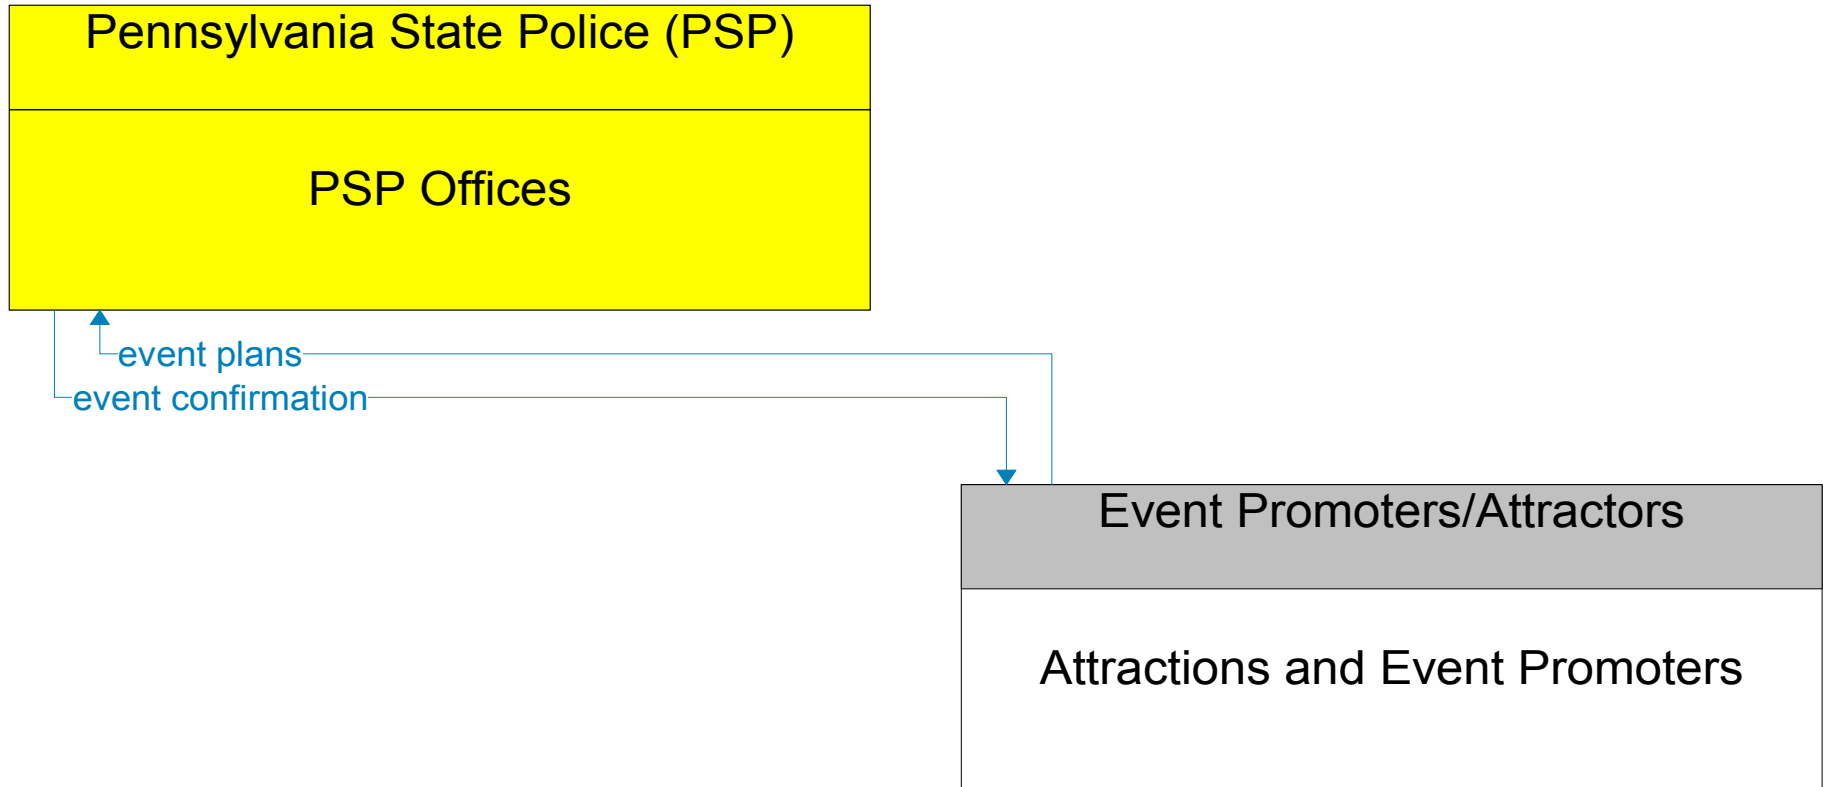 Pennsylvania State Police (PSP)
PSP Offices
event plans
event confirmation
Event Promoters/Attractors
Attractions and Event Promoters